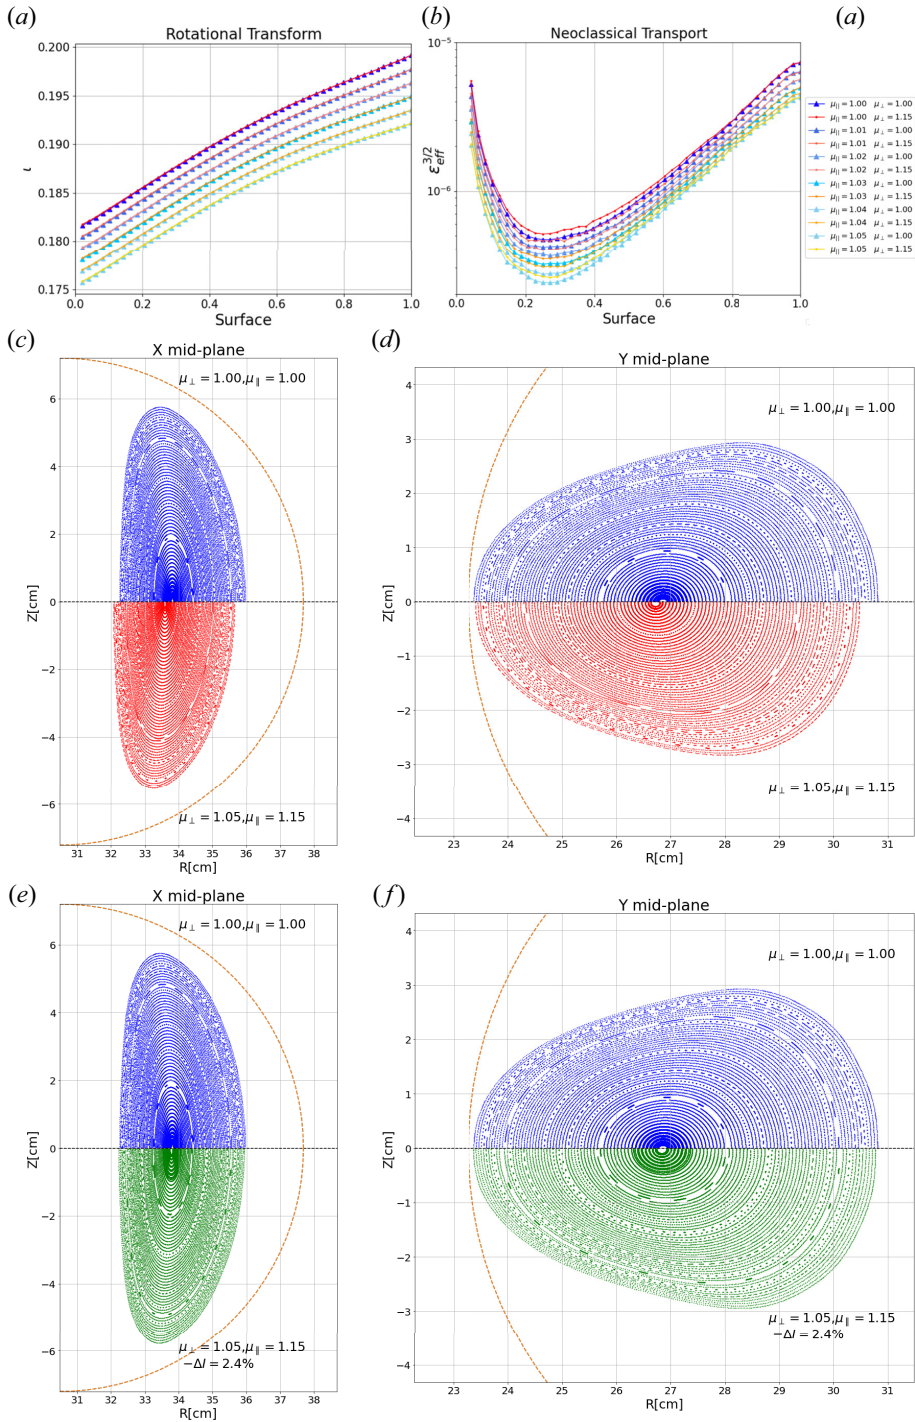 (a)
(b)
(a)
Rotational Transform
0.200
0.195
0.190
0.185
0.180
0.175
ι
0.0 0.2 0.4 0.6 0.8 1.0
Surface
Neoclassical Transport
10⁻⁵
10⁻⁶
ε_eff^3/2
0.0 0.2 0.4 0.6 0.8 1.0
Surface
μ∥ = 1.00 μ⊥ = 1.00
μ∥ = 1.00 μ⊥ = 1.15
μ∥ = 1.01 μ⊥ = 1.00
μ∥ = 1.01 μ⊥ = 1.15
μ∥ = 1.02 μ⊥ = 1.00
μ∥ = 1.02 μ⊥ = 1.15
μ∥ = 1.03 μ⊥ = 1.00
μ∥ = 1.03 μ⊥ = 1.15
μ∥ = 1.04 μ⊥ = 1.00
μ∥ = 1.04 μ⊥ = 1.15
μ∥ = 1.05 μ⊥ = 1.00
μ∥ = 1.05 μ⊥ = 1.15
(c)
X mid-plane
μ⊥ = 1.00,μ∥ = 1.00
6
4
2
0
−2
−4
−6
Z[cm]
μ⊥ = 1.05,μ∥ = 1.15
31 32 33 34 35 36 37 38
R[cm]
(d)
Y mid-plane
μ⊥ = 1.00,μ∥ = 1.00
4
3
2
1
0
−1
−2
−3
−4
Z[cm]
μ⊥ = 1.05,μ∥ = 1.15
23 24 25 26 27 28 29 30 31
R[cm]
(e)
X mid-plane
μ⊥ = 1.00,μ∥ = 1.00
6
4
2
0
−2
−4
−6
Z[cm]
μ⊥ = 1.05,μ∥ = 1.15
−ΔI = 2.4%
31 32 33 34 35 36 37 38
R[cm]
(f)
Y mid-plane
μ⊥ = 1.00,μ∥ = 1.00
4
3
2
1
0
−1
−2
−3
−4
Z[cm]
μ⊥ = 1.05,μ∥ = 1.15
−ΔI = 2.4%
23 24 25 26 27 28 29 30 31
R[cm]